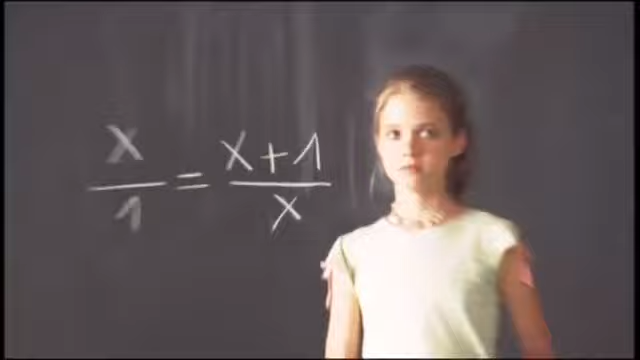 x/1 = x+1/x